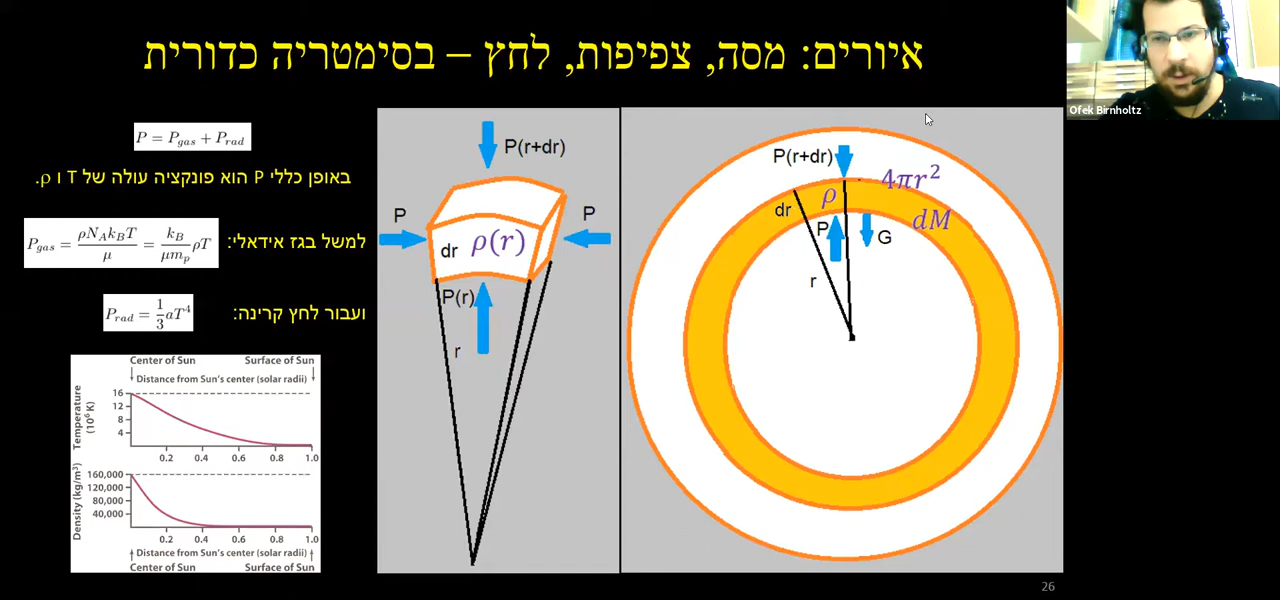 איורים: מסה, צפיפות, לחץ – בסימטריה כדורית
Ofek Birnholtz
P = P_gas + P_rad
באופן כללי P הוא פונקציה עולה של T ו ρ.
למשל בגז אידאלי:
P_gas = ρN_Ak_BT / μ = k_B / μm_p ρT
ועבור לחץ קרינה:
P_rad = 1/3 aT^4
Center of Sun Surface of Sun
Distance from Sun's center (solar radii)
Temperature (10^6 K)
16
12
8
4
0.2 0.4 0.6 0.8 1.0
Density (kg/m^3)
160,000
120,000
80,000
40,000
0.2 0.4 0.6 0.8 1.0
Distance from Sun's center (solar radii)
Center of Sun Surface of Sun
P(r+dr)
P P
dr ρ(r)
P(r)
r
P(r+dr)
4πr²
ρ
dr
dM
P
G
r
26